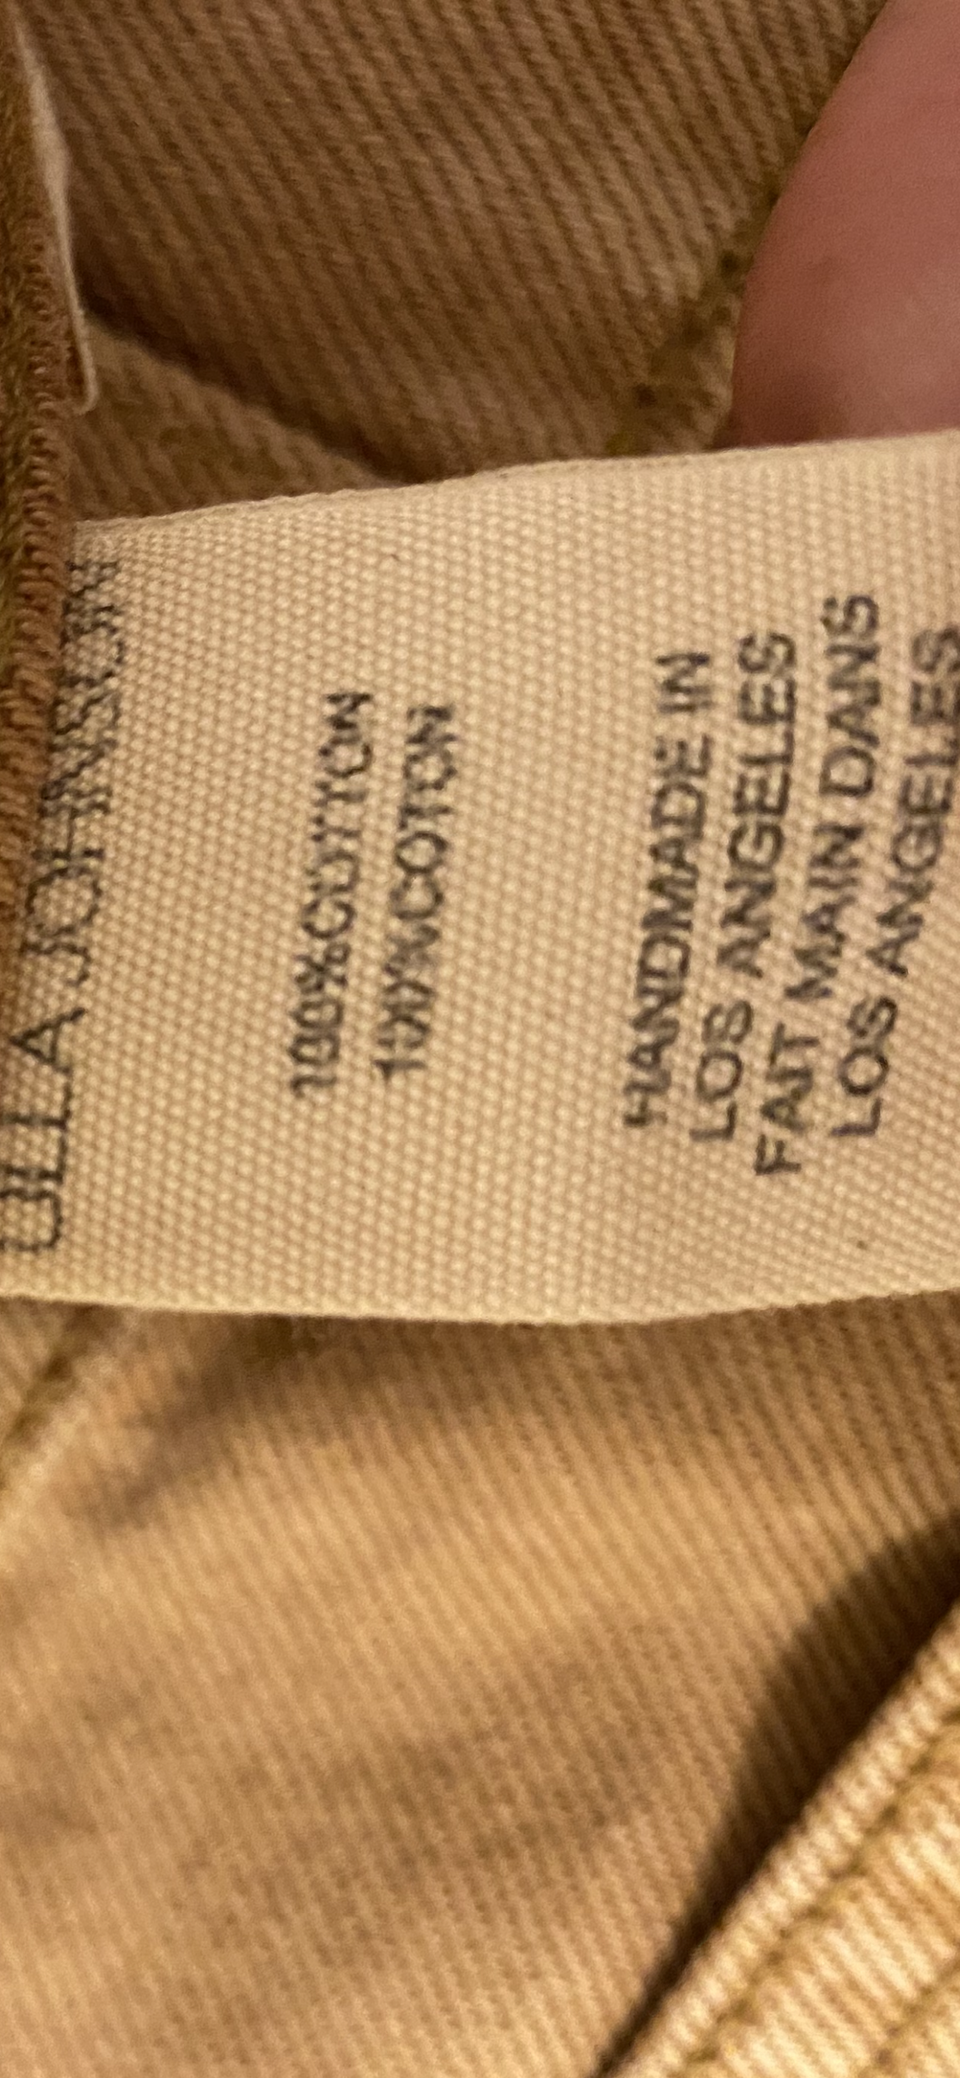 ULLA JOHNSON
100%COTTON
100%COTON
HANDMADE IN
LOS ANGELES
FAIT MAIN DANS
LOS ANGELES